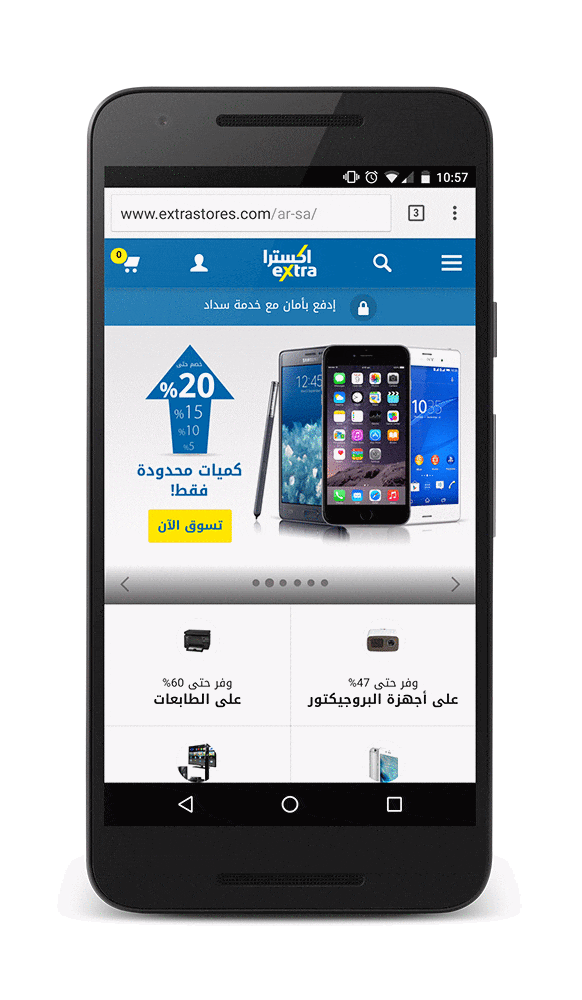 10:57
www.extrastores.com/ar-sa/
3
0
اكسترا
extra
إدفع بأمان مع خدمة سداد
خصم حتى
%20
%15
%10
%5
كميات محدودة
فقط!
تسوق الآن
12:45
10:35
وفر حتى 47%
على أجهزة البروجيكتور
وفر حتى 60%
على الطابعات